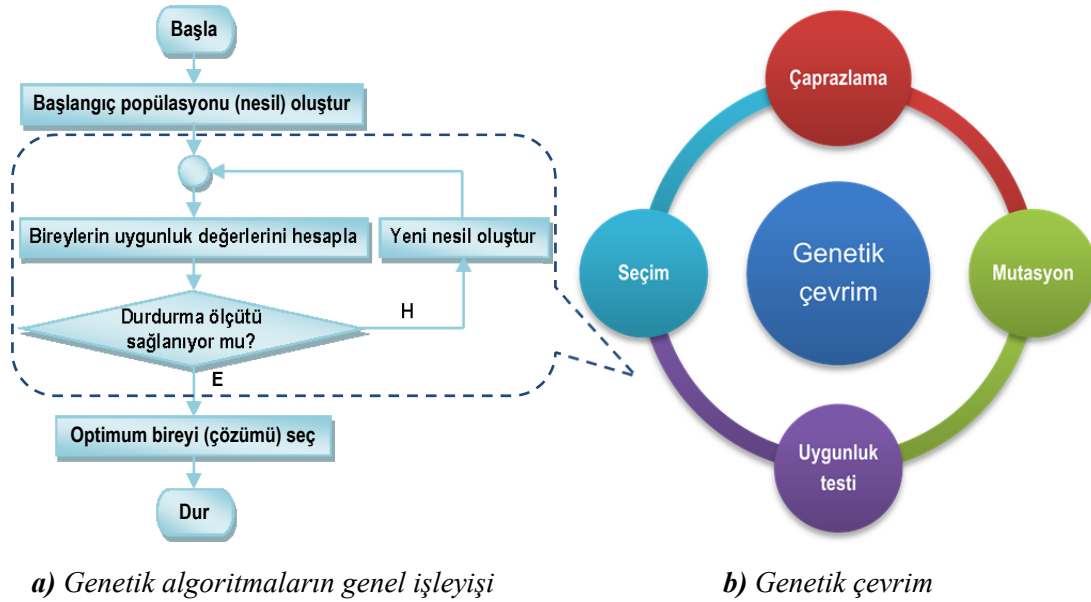 Başla
Başlangıç popülasyonu (nesil) oluştur
Bireylerin uygunluk değerlerini hesapla
Yeni nesil oluştur
Durdurma ölçütü
sağlanıyor mu?
H
E
Optimum bireyi (çözümü) seç
Dur
a) Genetik algoritmaların genel işleyişi
Çaprazlama
Seçim
Genetik
çevrim
Mutasyon
Uygunluk
testi
b) Genetik çevrim